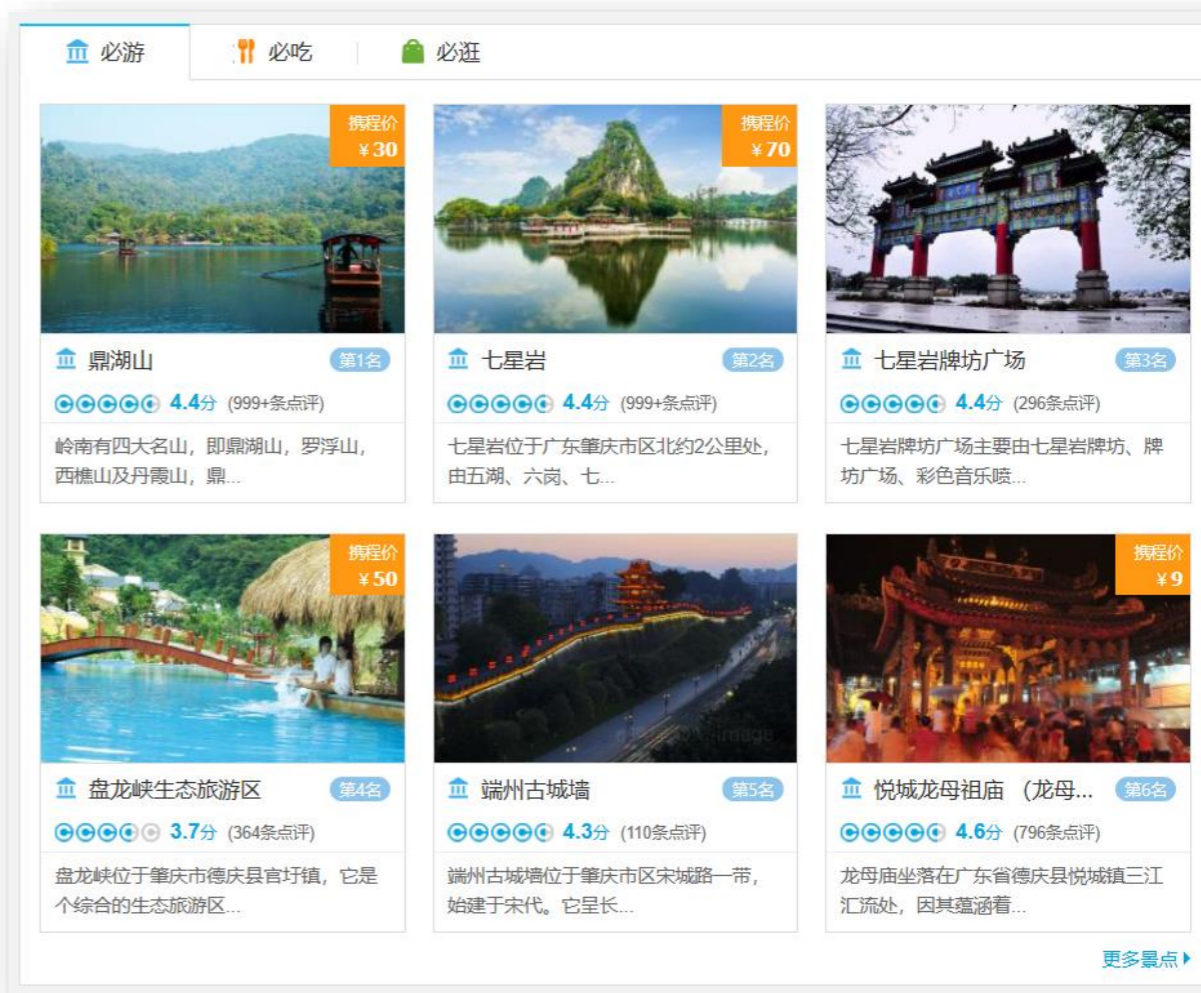 必游
必吃
必逛
携程价
¥30
鼎湖山
第1名
4.4分 (999+条点评)
岭南有四大名山，即鼎湖山，罗浮山，
西樵山及丹霞山，鼎...
携程价
¥70
七星岩
第2名
4.4分 (999+条点评)
七星岩位于广东肇庆市区北约2公里处，
由五湖、六岗、七...
七星岩牌坊广场
第3名
4.4分 (296条点评)
七星岩牌坊广场主要由七星岩牌坊、牌
坊广场、彩色音乐喷...
携程价
¥50
盘龙峡生态旅游区
第4名
3.7分 (364条点评)
盘龙峡位于肇庆市德庆县官圩镇，它是
个综合的生态旅游区...
端州古城墙
第5名
4.3分 (110条点评)
端州古城墙位于肇庆市区宋城路一带，
始建于宋代。它呈长...
携程价
¥9
悦城龙母祖庙 （龙母...
第6名
4.6分 (796条点评)
龙母庙坐落在广东省德庆县悦城镇三江
汇流处，因其蕴涵着...
更多景点